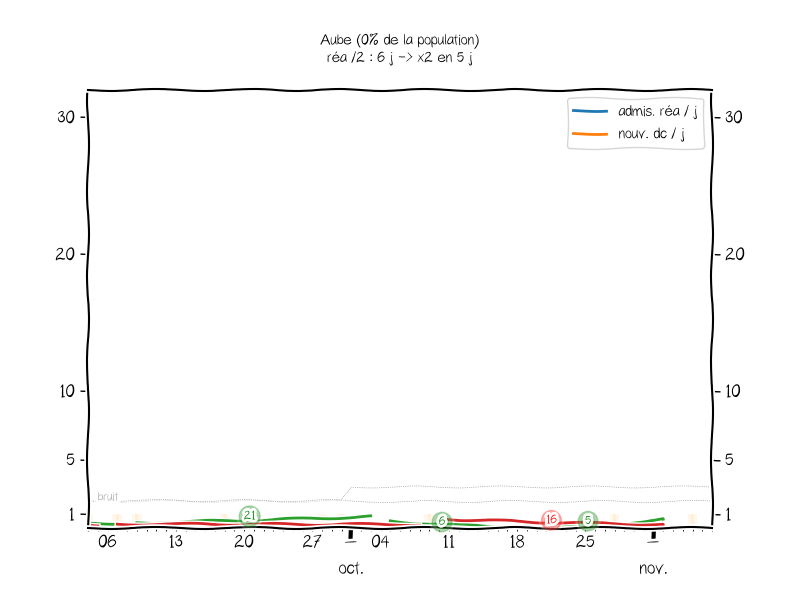 Aube (0% de la population)
réa /2 : 6 j -> x2 en 5 j
admis. réa / j
nouv. dc / j
30
30
20
20
10
10
5
5
bruit
1
1
21
6
16
5
06 13 20 27 04 11 18 25
oct. nov.